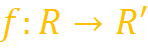 f: R → R′